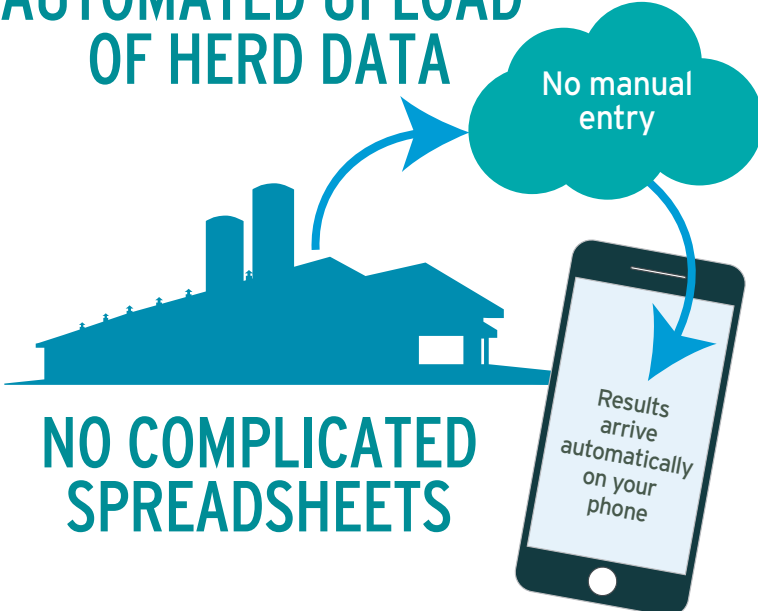 AUTOMATED UPLOAD
OF HERD DATA
No manual
entry
Results
arrive
automatically
on your
phone
NO COMPLICATED
SPREADSHEETS